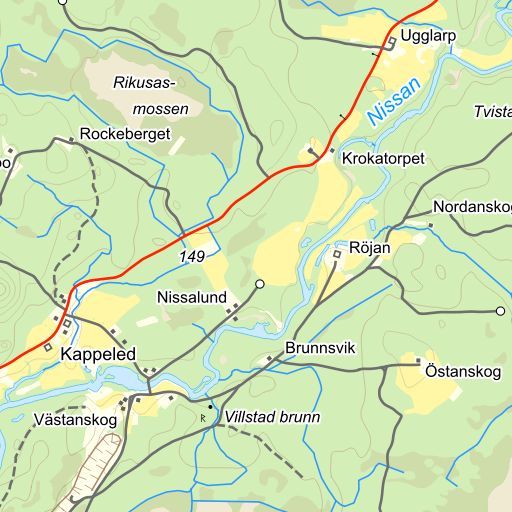 Ugglarp
Rikusas-
mossen
Nissan
Tvista
Rockeberget
Krokatorpet
Nordanskog
149
Röjan
Nissalund
Kappeled
Brunnsvik
Östanskog
Västanskog
Villstad brunn
R